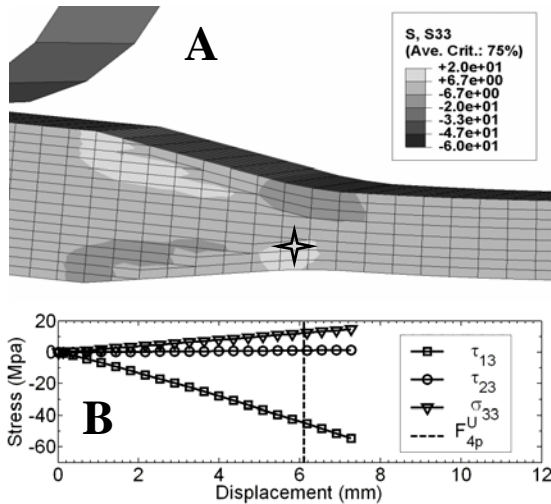 A
S, S33
(Ave. Crit.: 75%)
+2.0e+01
+6.7e+00
-6.7e+00
-2.0e+01
-3.3e+01
-4.7e+01
-6.0e+01
B
Stress (Mpa)
20
0
-20
-40
-60
0
2
4
6
8
10
12
Displacement (mm)
τ13
τ23
σ33
F4pU